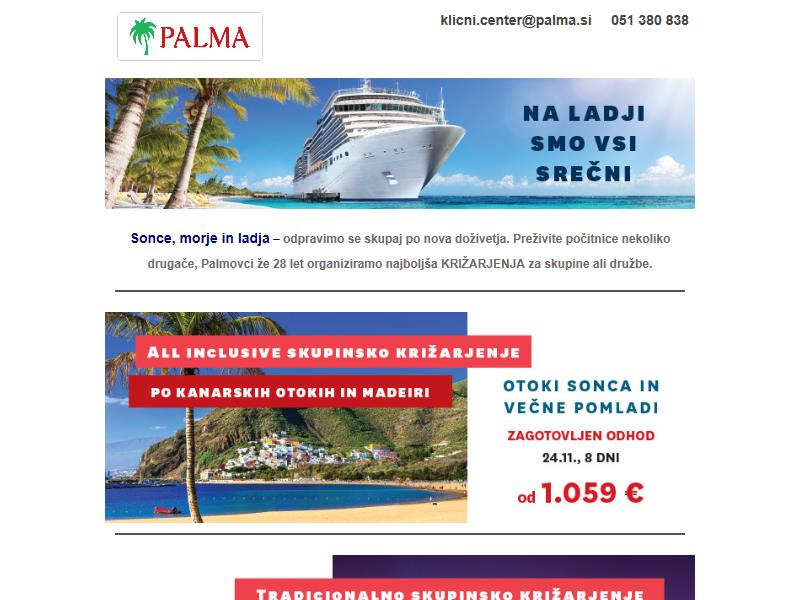 PALMA
klicni.center@palma.si 051 380 838
NA LADJI
SMO VSI
SREČNI
Sonce, morje in ladja – odpravimo se skupaj po nova doživetja. Preživite počitnice nekoliko
drugače, Palmovci že 28 let organiziramo najboljša KRIŽARJENJA za skupine ali družbe.
All inclusive skupinsko križarjenje
po kanarskih otokih in madeiri
OTOKI SONCA IN
VEČNE POMLADI
ZAGOTOVLJEN ODHOD
24.11., 8 DNI
od 1.059 €
Tradicionalno skupinsko križarjenje